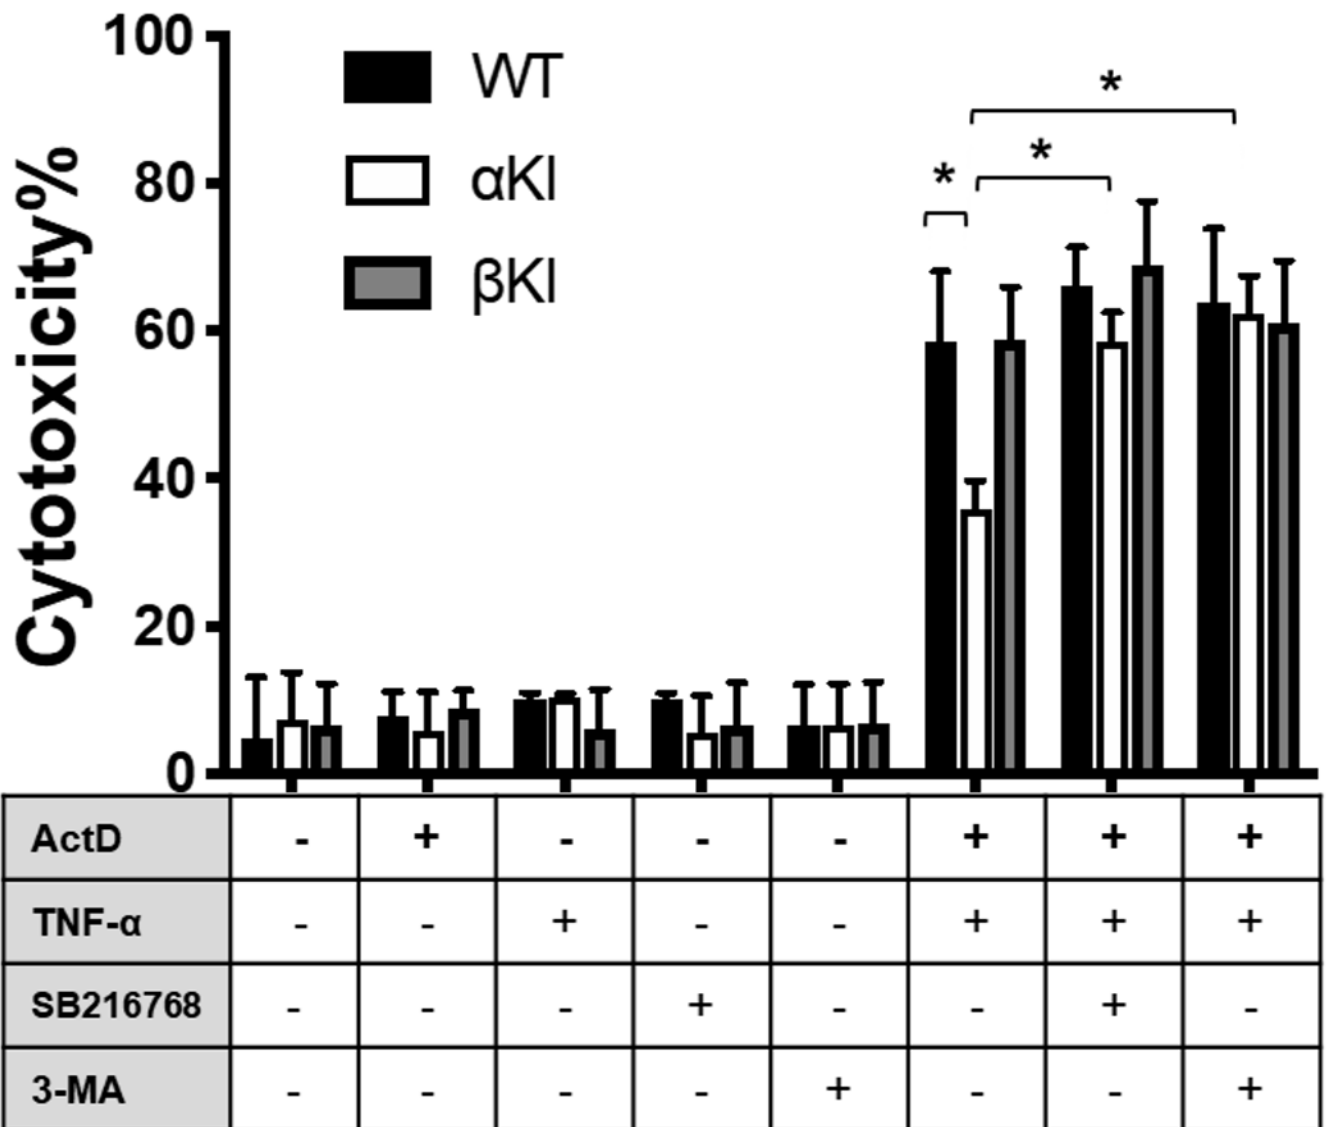 Cytotoxicity%
100
80
60
40
20
0
WT
αKI
βKI
*
*
*
ActD - + - - - + + +
TNF-α - - + - - + + +
SB216768 - - - + - - + -
3-MA - - - - + - - +